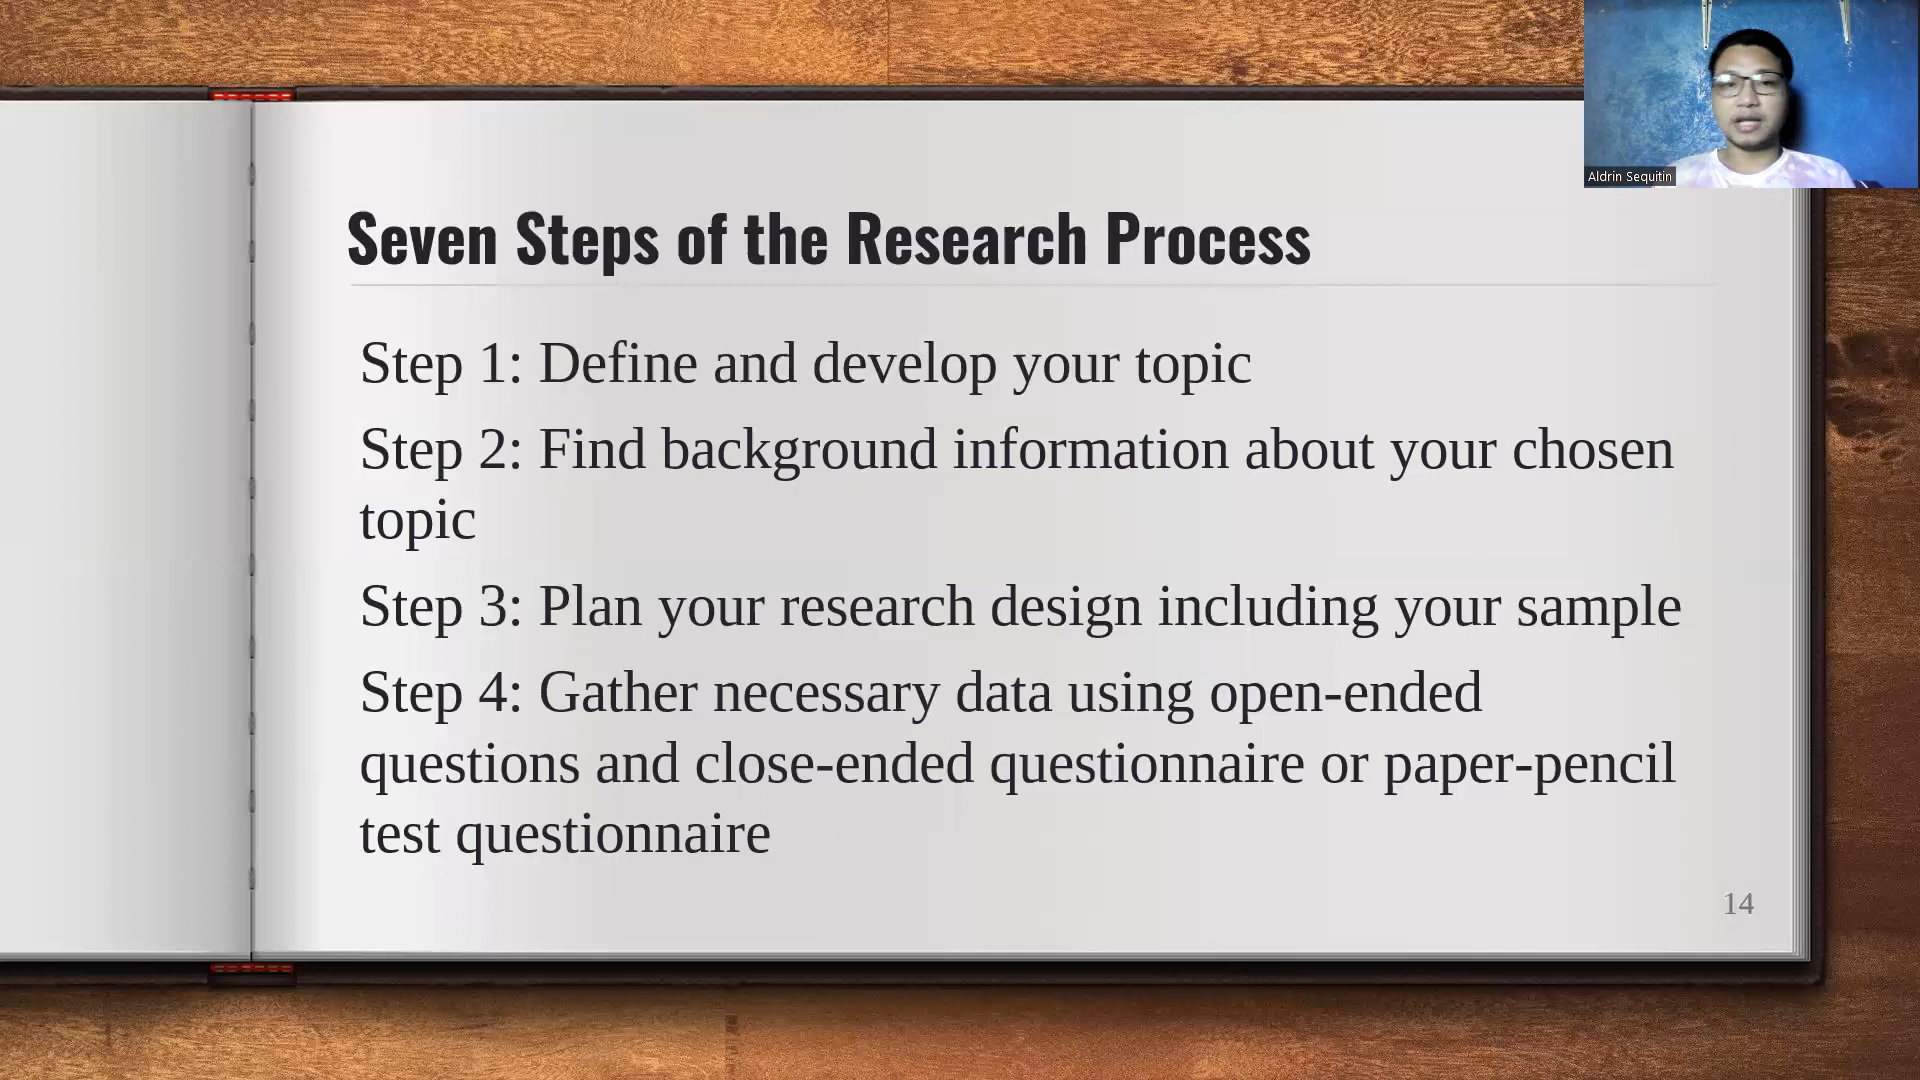 Aldrin Sequitin
Seven Steps of the Research Process
Step 1: Define and develop your topic
Step 2: Find background information about your chosen
topic
Step 3: Plan your research design including your sample
Step 4: Gather necessary data using open-ended
questions and close-ended questionnaire or paper-pencil
test questionnaire
14